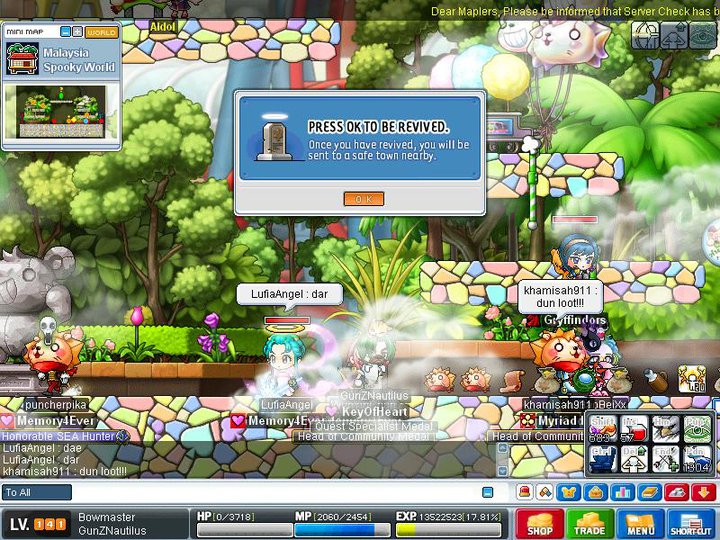 Dear Maplers, Please be informed that Server Check has b
MINI MAP
WORLD
Malaysia
Spooky World
Aldol
PRESS OK TO BE REVIVED.
Once you have revived, you will be
sent to a safe town nearby.
OK
LufiaAngel : dar
khamisah911 :
dun loot!!!
Gryffindors
puncherpika
Memory4Ever
LufiaAngel
GunZNautilus
KeyOfHeart
Quest Specialist Medal
Head of Community Medal
khamisah911
Myriad
Head of Community
Honorable SEA Hunter
LufiaAngel : dae
LufiaAngel : dar
khamisah911 : dun loot!!!
To All
LV. 141
Bowmaster
GunZNautilus
HP [0/3718]
MP [2060/2454]
EXP. 13522523 [17.81%]
SHOP
TRADE
MENU
SHORT CUT